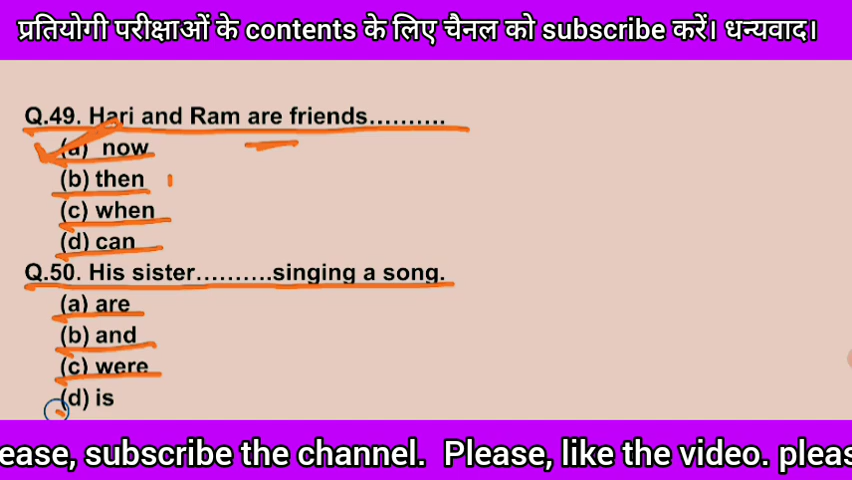 प्रतियोगी परीक्षाओं के contents के लिए चैनल को subscribe करें। धन्यवाद।
Q.49. Hari and Ram are friends..........
(a) now
(b) then
(c) when
(d) can
Q.50. His sister..........singing a song.
(a) are
(b) and
(c) were
(d) is
ease, subscribe the channel. Please, like the video. pleas